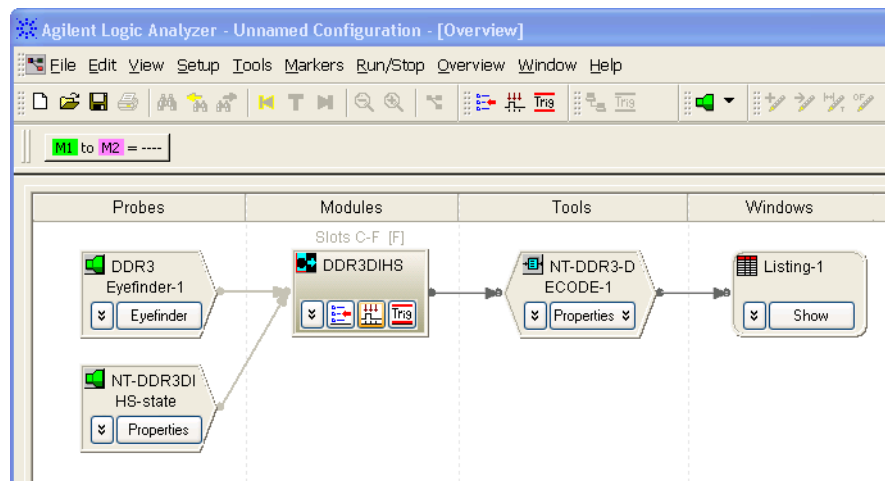 Agilent Logic Analyzer - Unnamed Configuration - [Overview]
File Edit View Setup Tools Markers Run/Stop Overview Window Help
T Trig Trig
M1 to M2 = ----
Probes Modules Tools Windows
Slots C-F [F]
DDR3
Eyefinder-1
Eyefinder
DDR3DIHS
Trig
NT-DDR3-D
ECODE-1
Properties
Listing-1
Show
NT-DDR3DI
HS-state
Properties